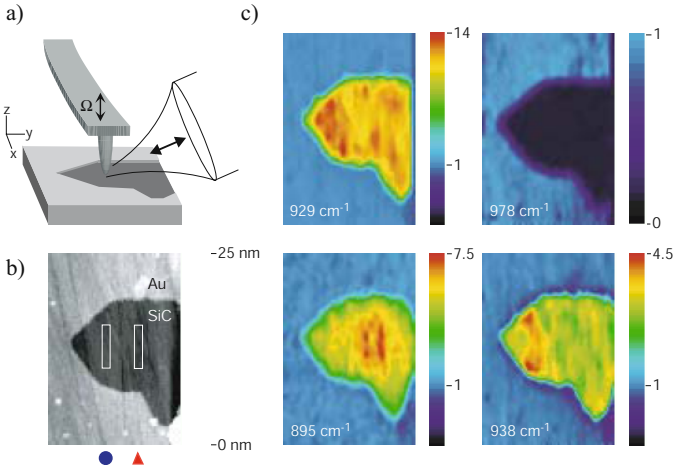 a)
Ω
z
y
x
b)
-25 nm
Au
SiC
-0 nm
c)
929 cm-1
-14
-1
978 cm-1
-1
-0
895 cm-1
-7.5
-1
938 cm-1
-4.5
-1